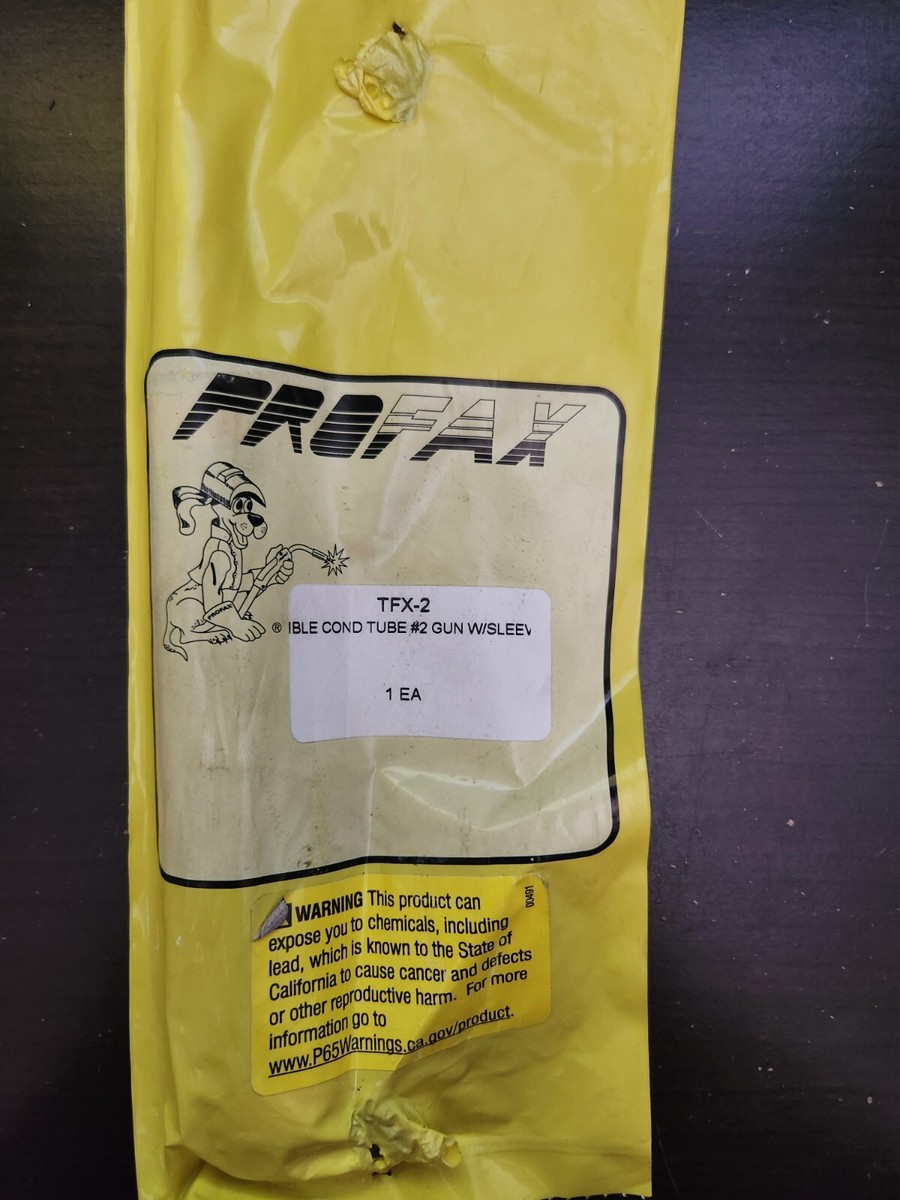 PROFAX
PROFAX
®
TFX-2
IBLE COND TUBE #2 GUN W/SLEEV
1 EA
WARNING This product can
expose you to chemicals, including
lead, which is known to the State of
California to cause cancer and defects
or other reproductive harm. For more
information go to
www.P65Warnings.ca.gov/product.